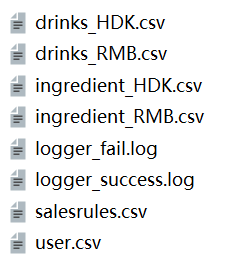 drinks_HDK.csv
drinks_RMB.csv
ingredient_HDK.csv
ingredient_RMB.csv
logger_fail.log
logger_success.log
salesrules.csv
user.csv